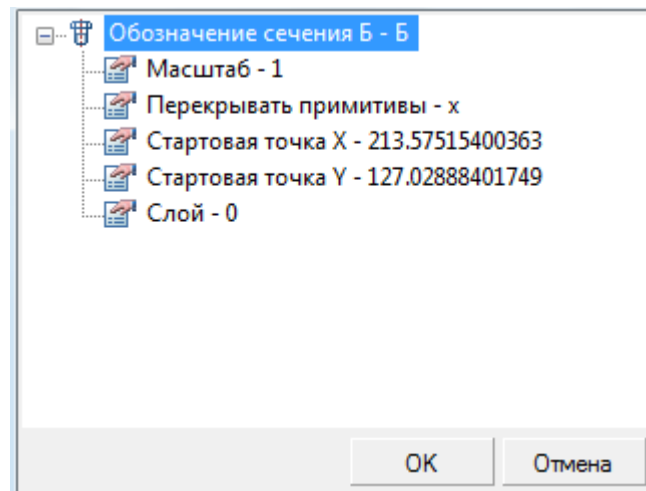 Обозначение сечения Б - Б
Масштаб - 1
Перекрывать примитивы - x
Стартовая точка X - 213.57515400363
Стартовая точка Y - 127.02888401749
Слой - 0
OK Отмена